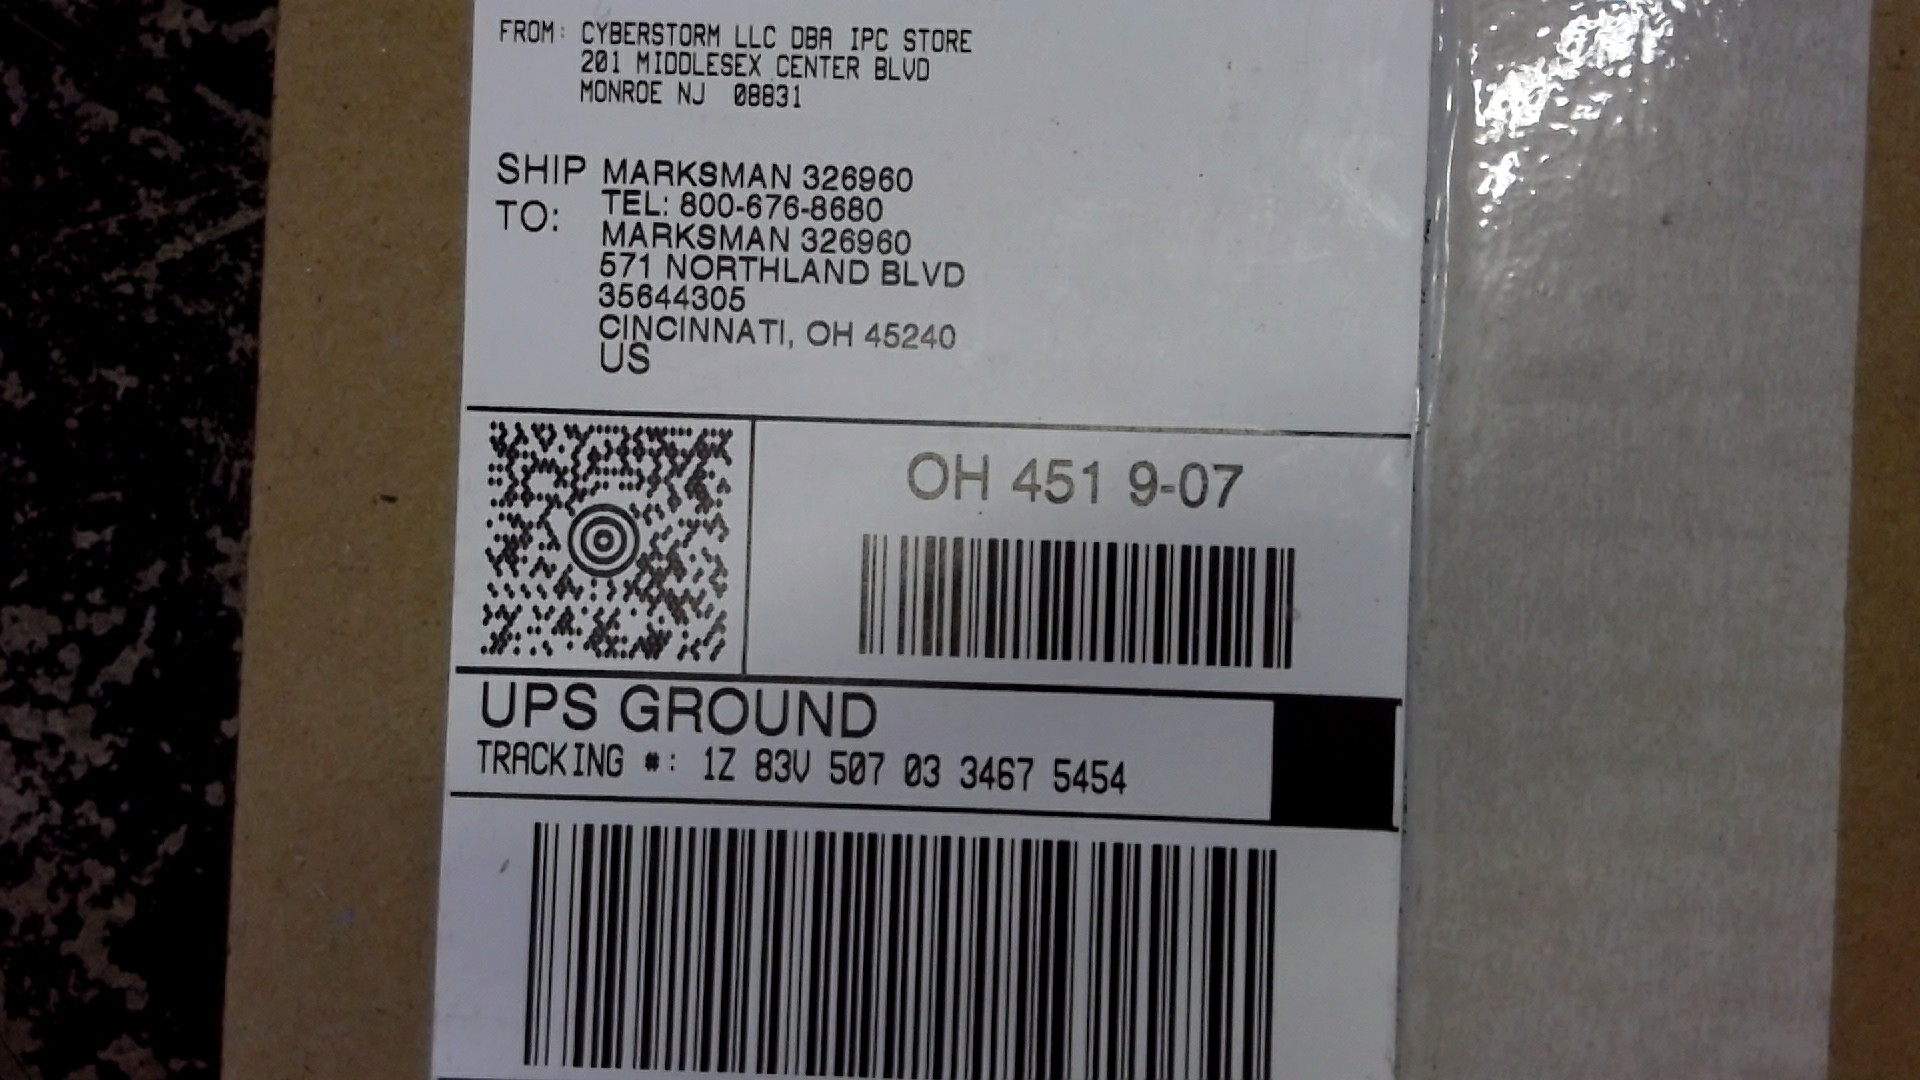 FROM: CYBERSTORM LLC DBA IPC STORE
201 MIDDLESEX CENTER BLVD
MONROE NJ 08831
SHIP TO:
MARKSMAN 326960
TEL: 800-676-8680
MARKSMAN 326960
571 NORTHLAND BLVD
35644305
CINCINNATI, OH 45240
US
OH 451 9-07
UPS GROUND
TRACKING #: 1Z 83V 507 03 3467 5454